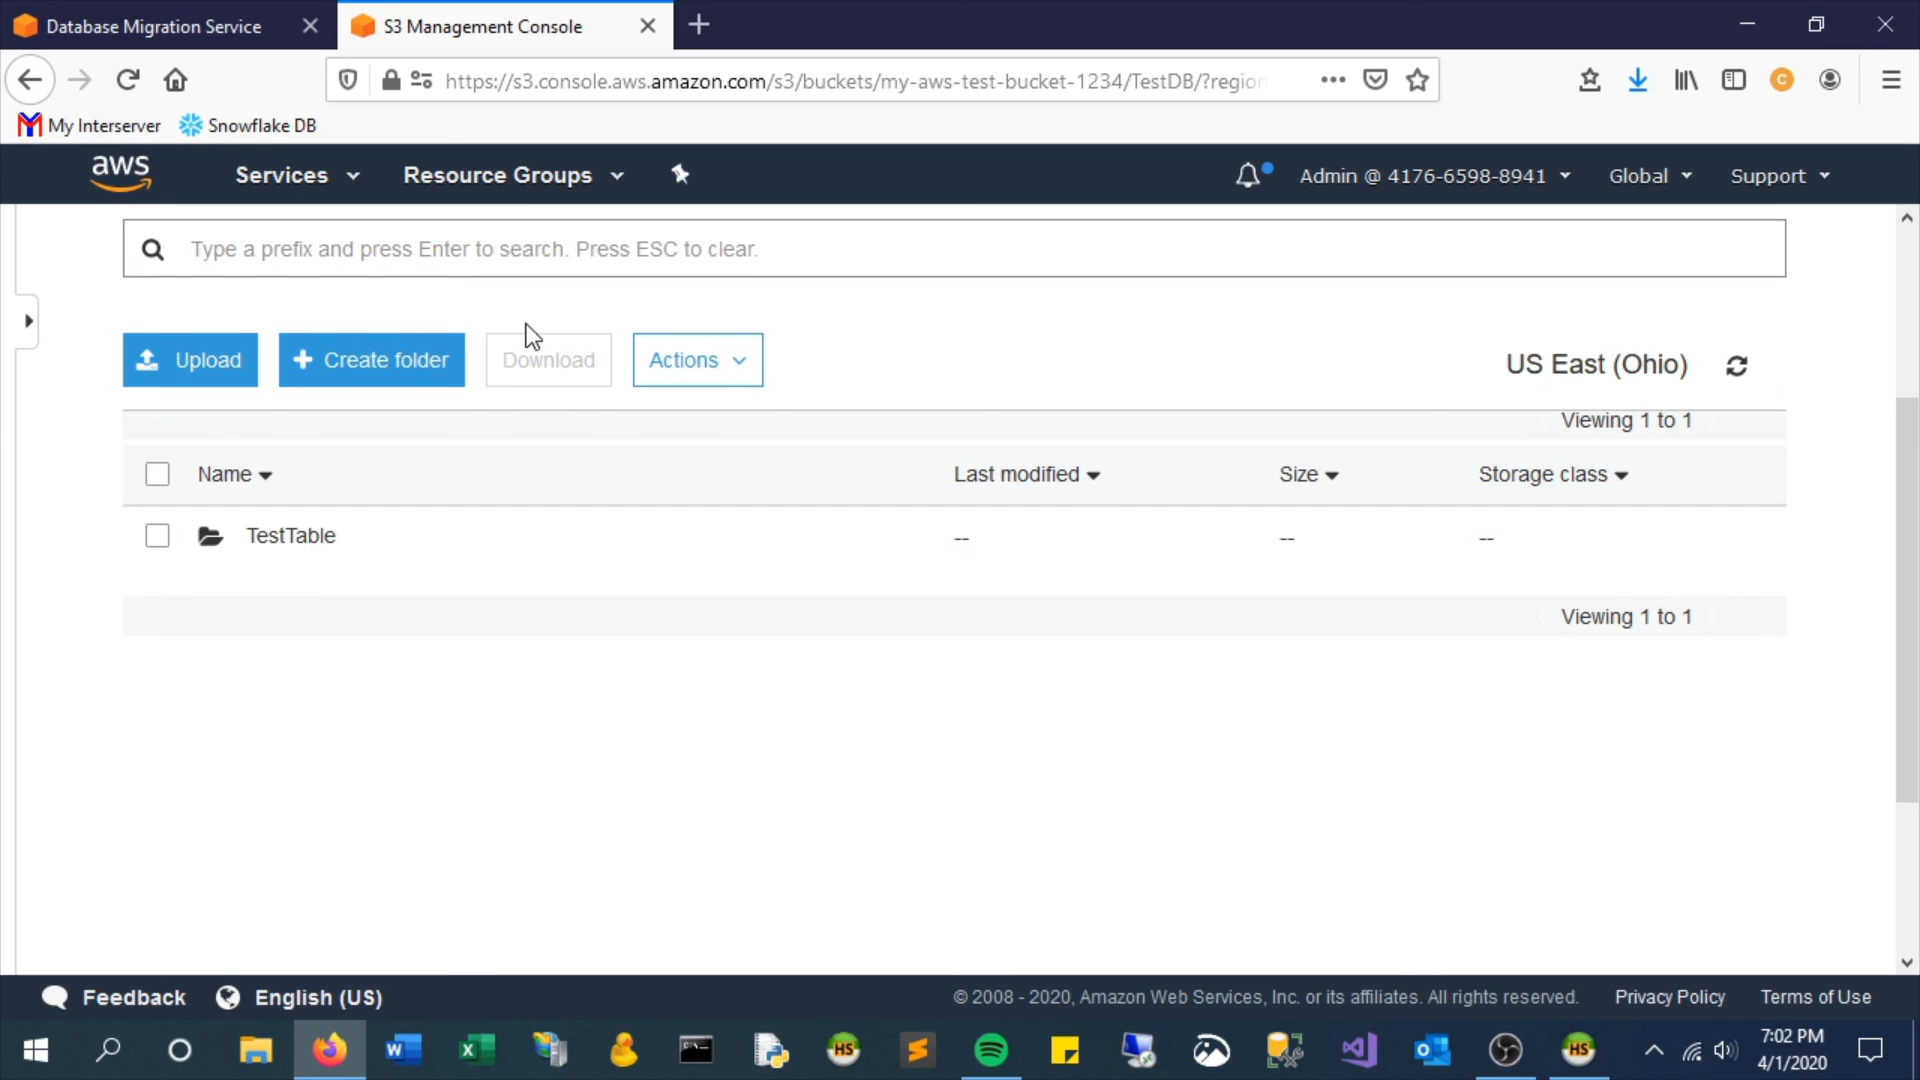 Database Migration Service
S3 Management Console
https://s3.console.aws.amazon.com/s3/buckets/my-aws-test-bucket-1234/TestDB/?region
My Interserver
Snowflake DB
aws
Services
Resource Groups
Admin @ 4176-6598-8941
Global
Support
Type a prefix and press Enter to search. Press ESC to clear.
Upload
Create folder
Download
Actions
US East (Ohio)
Viewing 1 to 1
Name
Last modified
Size
Storage class
TestTable
--
--
--
Viewing 1 to 1
Feedback
English (US)
© 2008 - 2020, Amazon Web Services, Inc. or its affiliates. All rights reserved.
Privacy Policy
Terms of Use
7:02 PM
4/1/2020